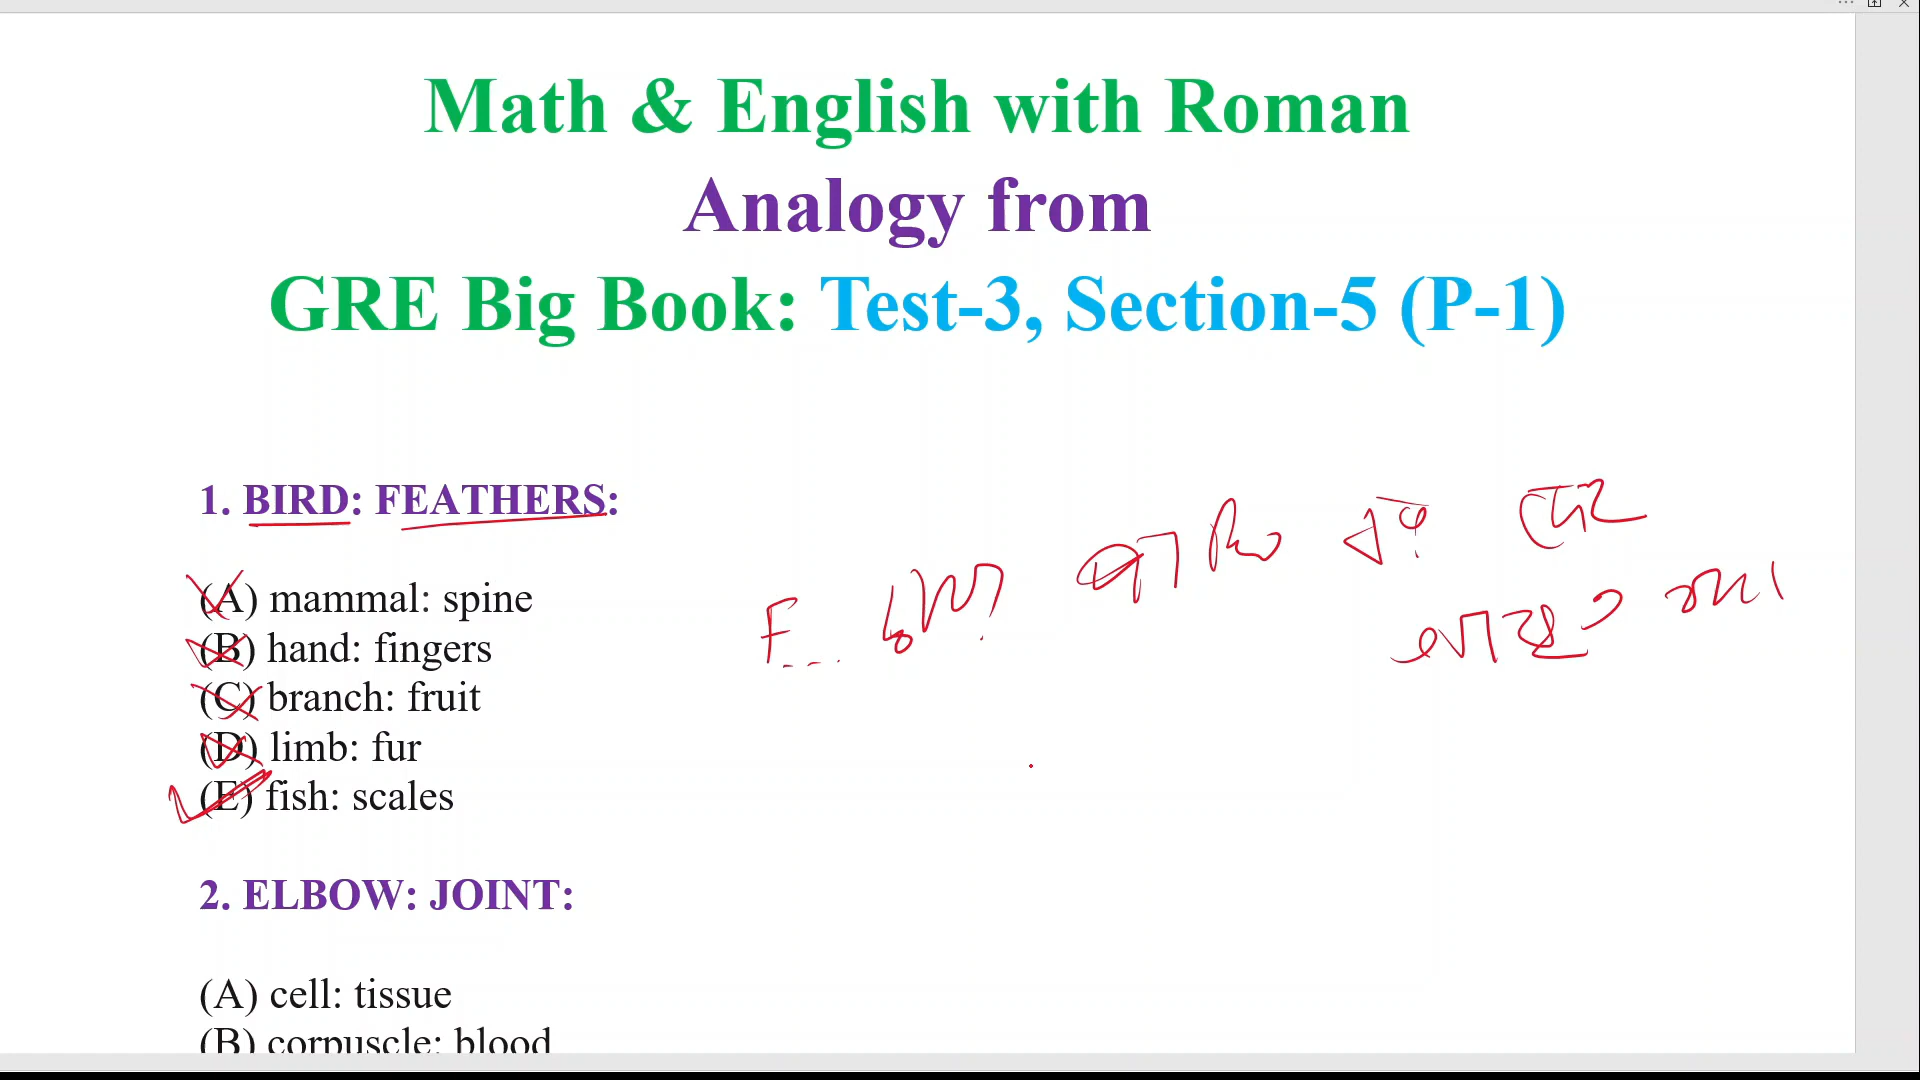 Math & English with Roman
Analogy from
GRE Big Book: Test-3, Section-5 (P-1)
1. BIRD: FEATHERS:
(A) mammal: spine
(B) hand: fingers
(C) branch: fruit
(D) limb: fur
(E) fish: scales
2. ELBOW: JOINT:
(A) cell: tissue
(B) corpuscle: blood